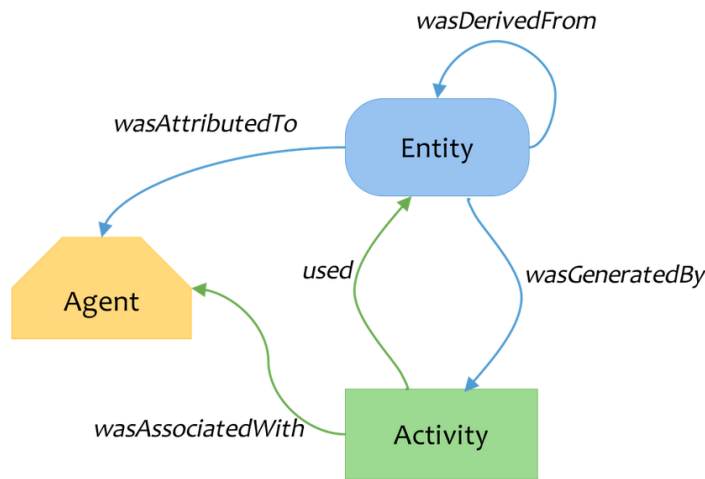 wasDerivedFrom
wasAttributedTo
Entity
used
wasGeneratedBy
Agent
wasAssociatedWith
Activity